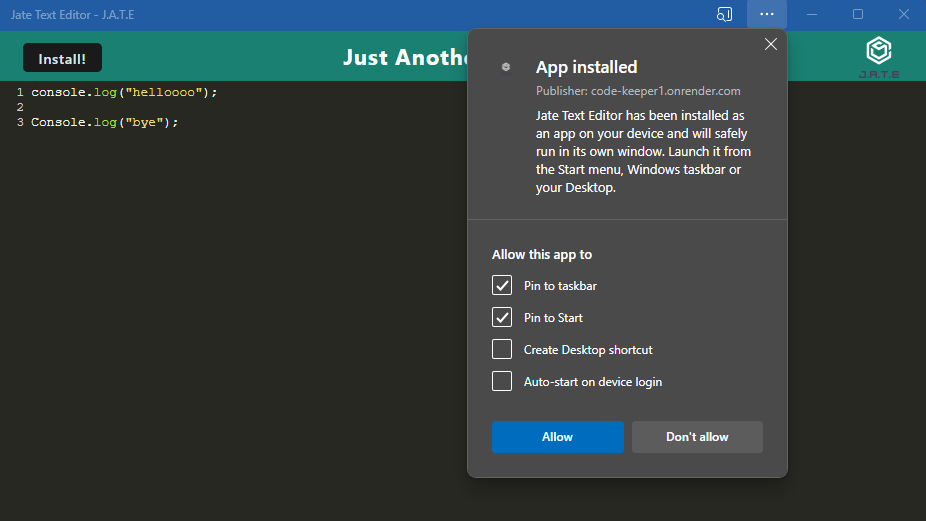 Jate Text Editor - J.A.T.E
Install!
Just Anothe
J.A.T.E
1 console.log("helloooo");
2
3 Console.log("bye");
App installed
Publisher: code-keeper1.onrender.com
Jate Text Editor has been installed as
an app on your device and will safely
run in its own window. Launch it from
the Start menu, Windows taskbar or
your Desktop.
Allow this app to
Pin to taskbar
Pin to Start
Create Desktop shortcut
Auto-start on device login
Allow
Don't allow